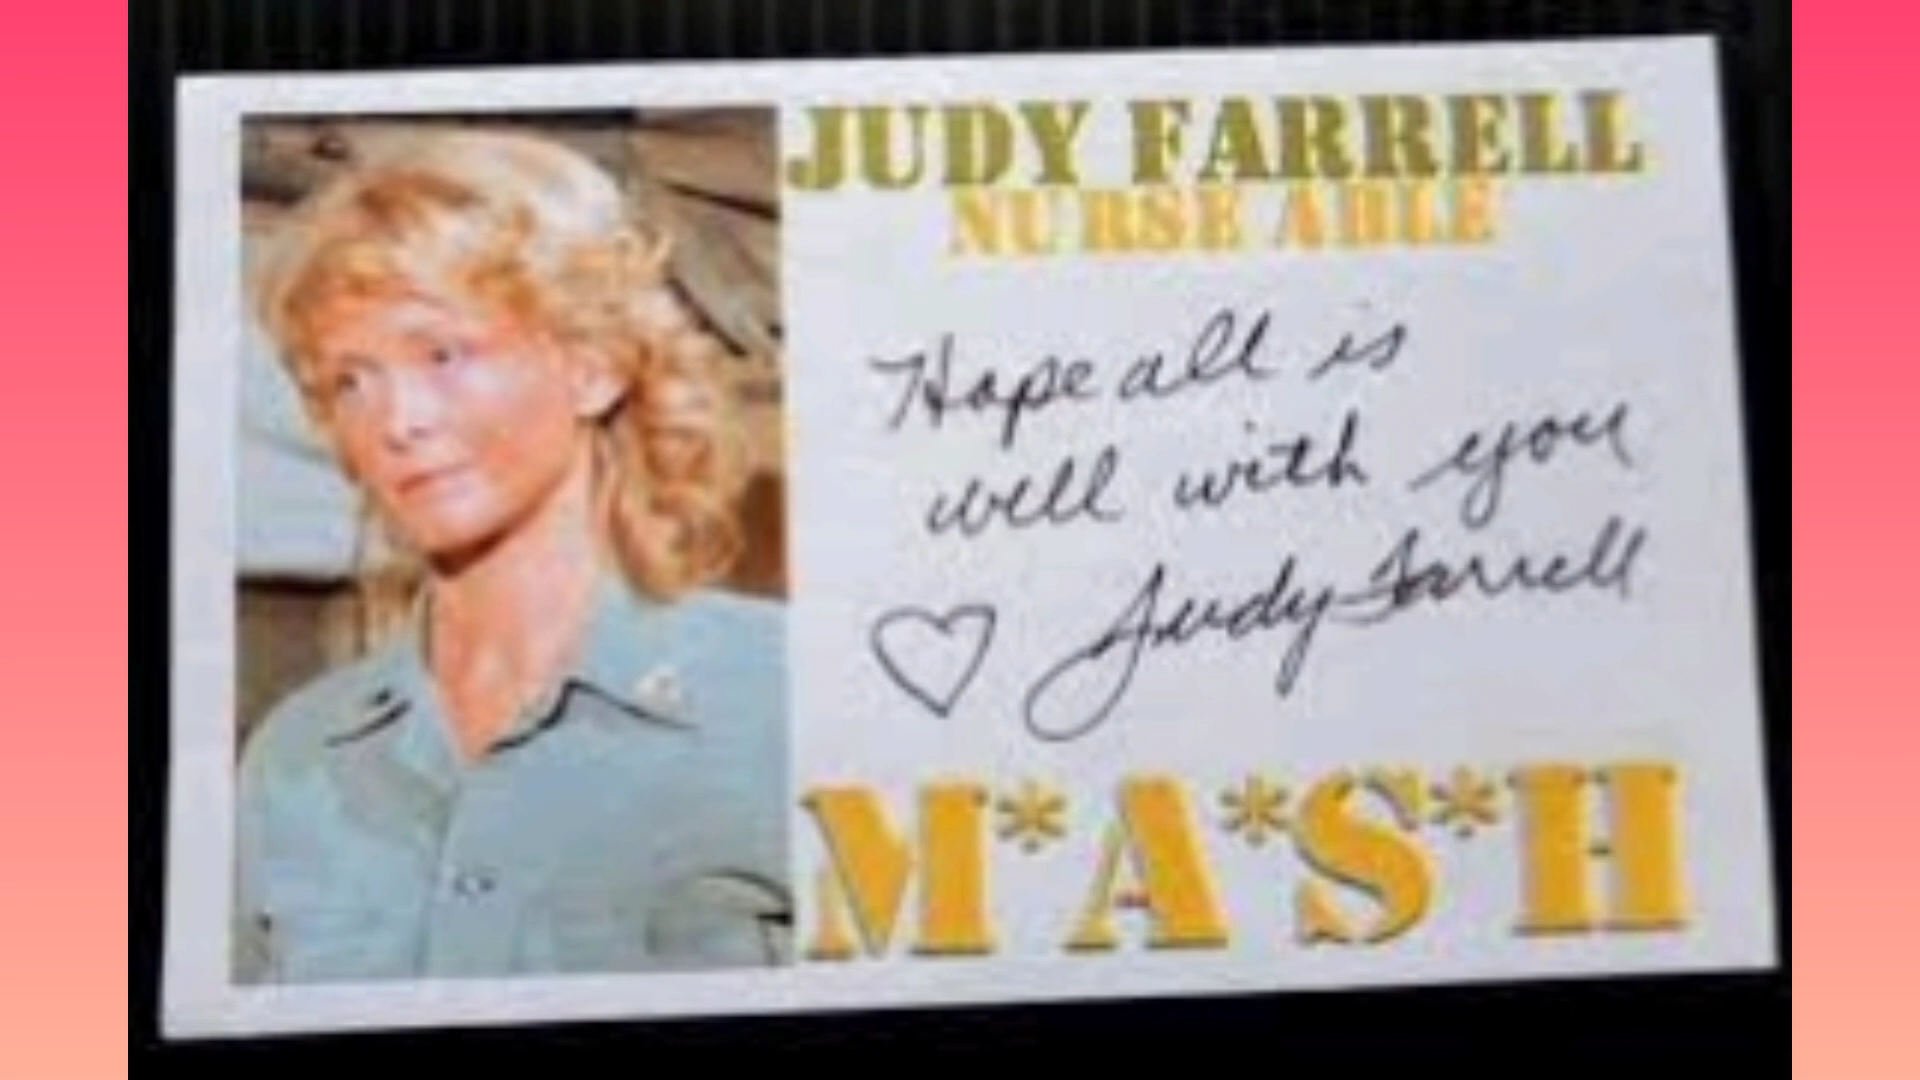 JUDY FARRELL
NURSE ABLE
Hope all is
well with you
♡ Judy Farrell
M*A*S*H